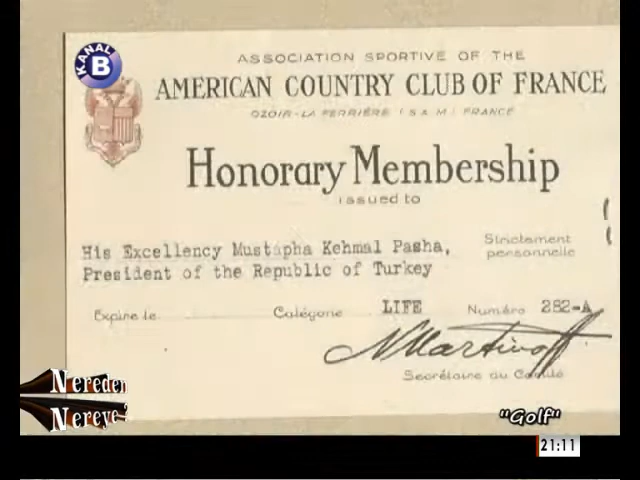 KANAL
B
ASSOCIATION SPORTIVE OF THE
AMERICAN COUNTRY CLUB OF FRANCE
OZOIR-LA FERRIÈRE (S & M) FRANCE
Honorary Membership
issued to
His Excellency Mustapha Kehmal Pasha,
President of the Republic of Turkey
Strictement
personnelle
Expire le
Catégorie LIFE
Numéro 282-A
NMartinoff
Secrétaire au Comité
Nereden
Nereye
"Golf"
21:11